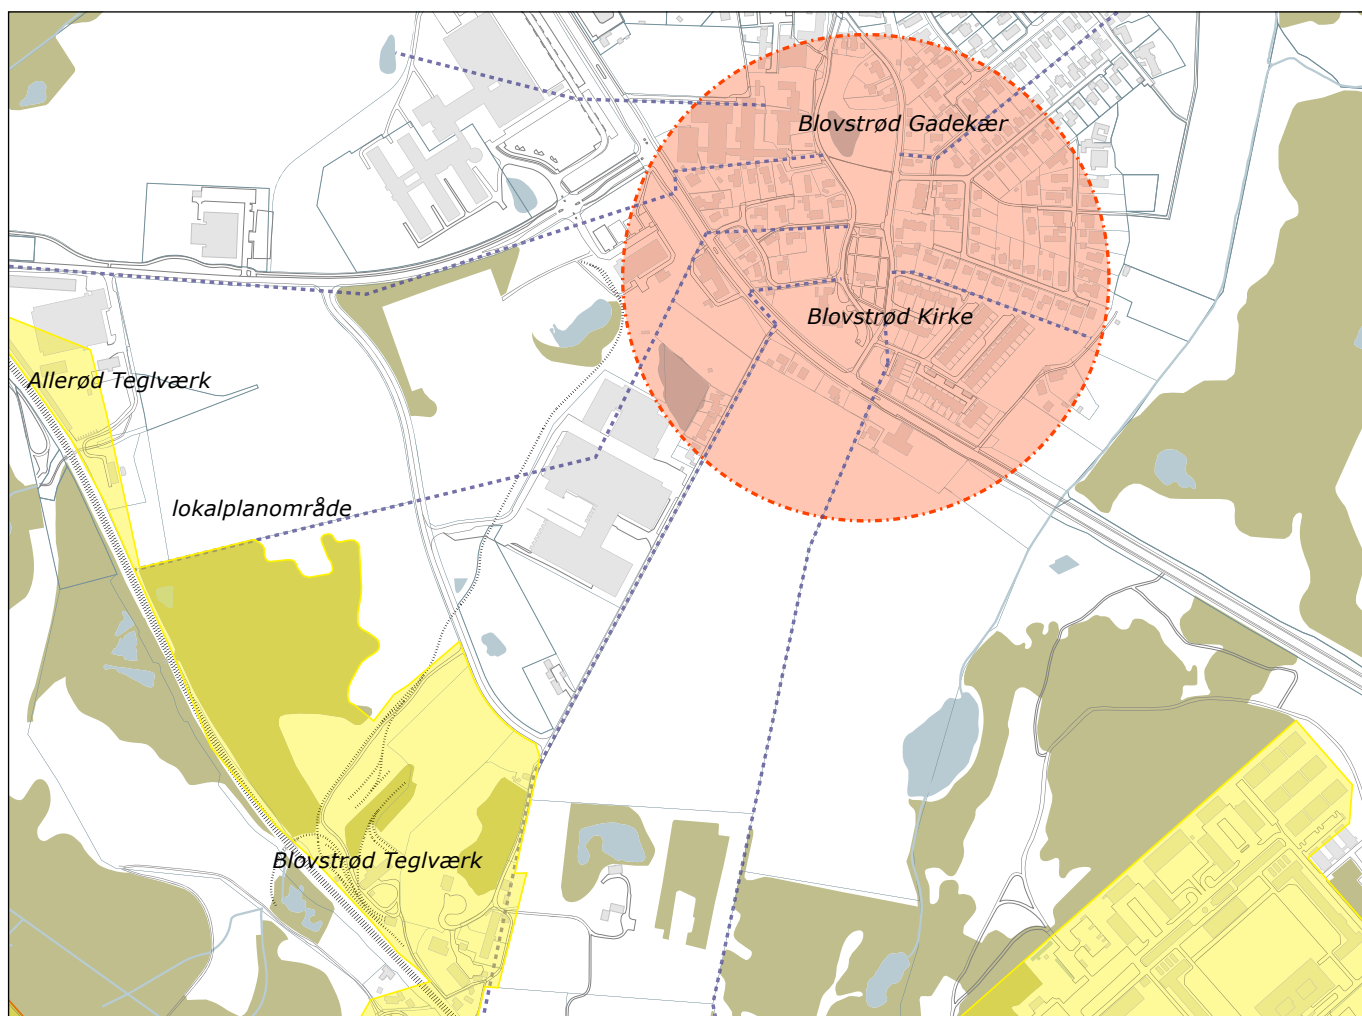 Blovstrød Gadekær
Blovstrød Kirke
Allerød Teglværk
lokalplanområde
Blovstrød Teglværk